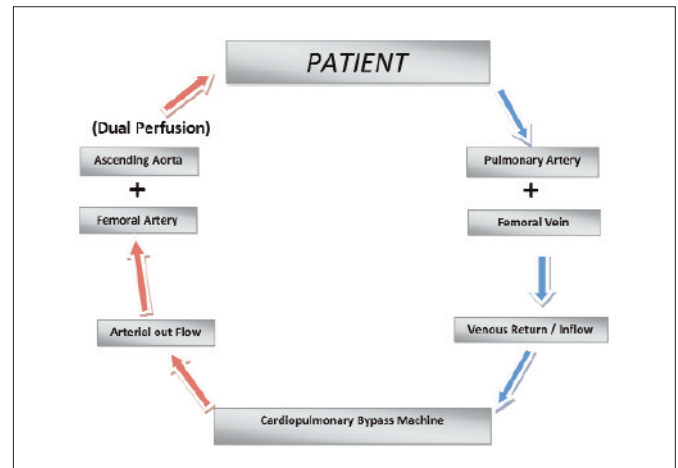 PATIENT
(Dual Perfusion)
Ascending Aorta
+
Femoral Artery
Pulmonary Artery
+
Femoral Vein
Arterial out Flow
Venous Return / Inflow
Cardiopulmonary Bypass Machine